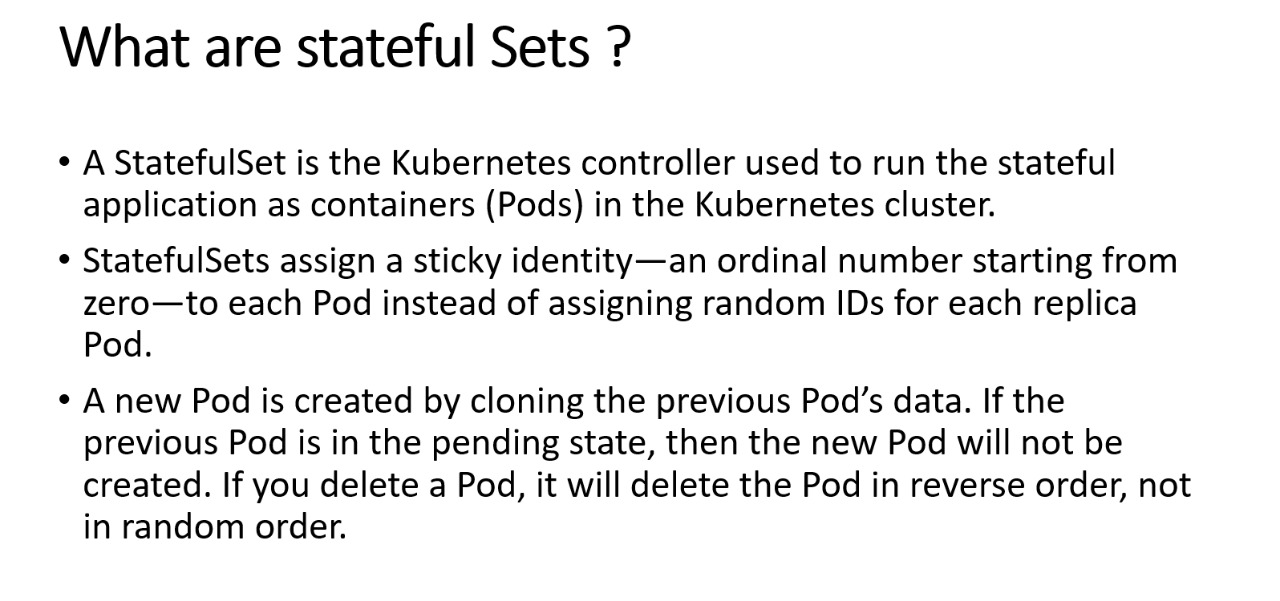 What are stateful Sets ?
• A StatefulSet is the Kubernetes controller used to run the stateful
application as containers (Pods) in the Kubernetes cluster.
• StatefulSets assign a sticky identity—an ordinal number starting from
zero—to each Pod instead of assigning random IDs for each replica
Pod.
• A new Pod is created by cloning the previous Pod’s data. If the
previous Pod is in the pending state, then the new Pod will not be
created. If you delete a Pod, it will delete the Pod in reverse order, not
in random order.